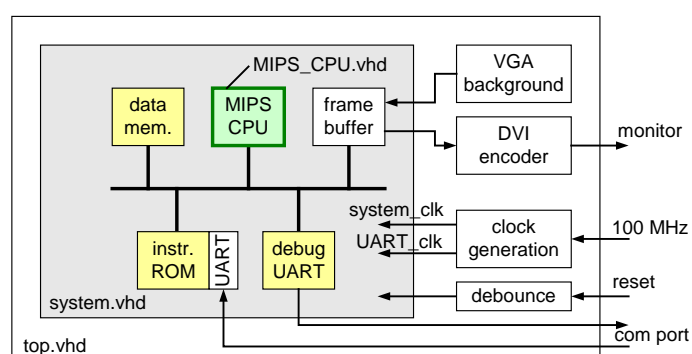 MIPS_CPU.vhd
VGA
background
data
mem.
MIPS
CPU
frame
buffer
DVI
encoder
monitor
system_clk
UART_clk
clock
generation
100 MHz
instr.
ROM
UART
debug
UART
debounce
reset
system.vhd
com port
top.vhd